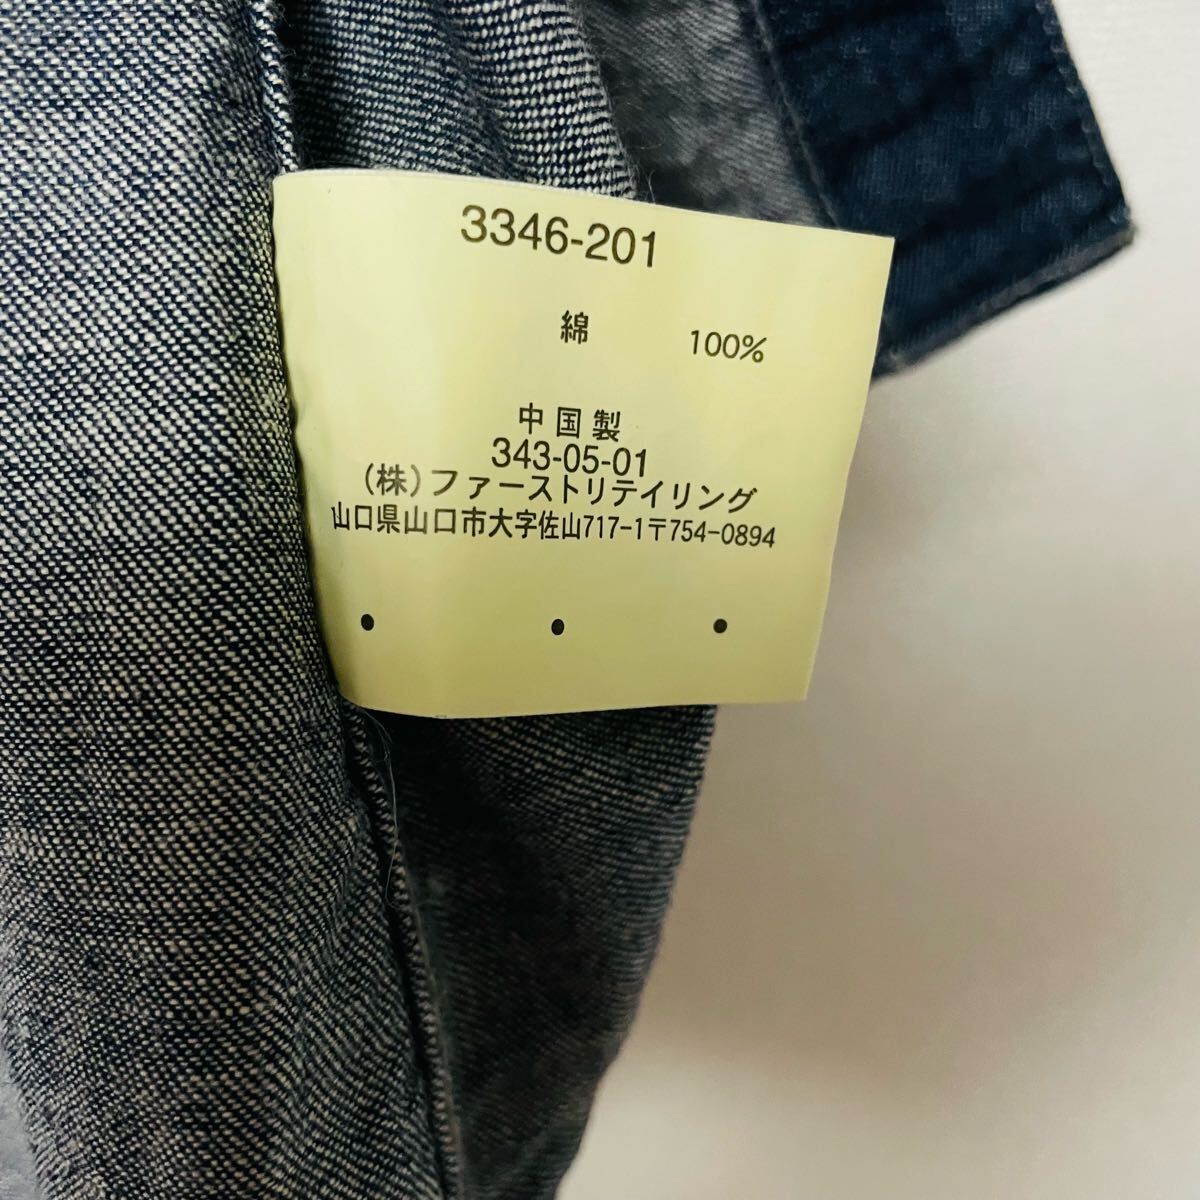 3346-201
綿 100%
中国製
343-05-01
(株)ファーストリテイリング
山口県山口市大字佐山717-1〒754-0894